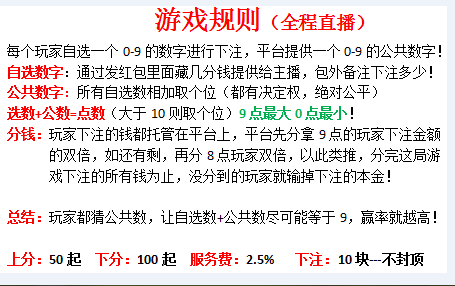 游戏规则（全程直播）
每个玩家自选一个 0-9 的数字进行下注，平台提供一个 0-9 的公共数字！
自选数字：通过发红包里面藏几分钱提供给主播，包外备注下注多少！
公共数字：所有自选数相加取个位（都有决定权，绝对公平）
选数+公数=点数（大于 10 则取个位）9 点最大 0 点最小！
分钱：玩家下注的钱都托管在平台上，平台先分拿 9 点的玩家下注金额
的双倍，如还有剩，再分 8 点玩家双倍，以此类推，分完这局游
戏下注的所有钱为止，没分到的玩家就输掉下注的本金！
总结：玩家都猜公共数，让自选数+公共数尽可能等于 9，赢率就越高！
上分：50 起 下分：100 起 服务费：2.5% 下注：10 块---不封顶